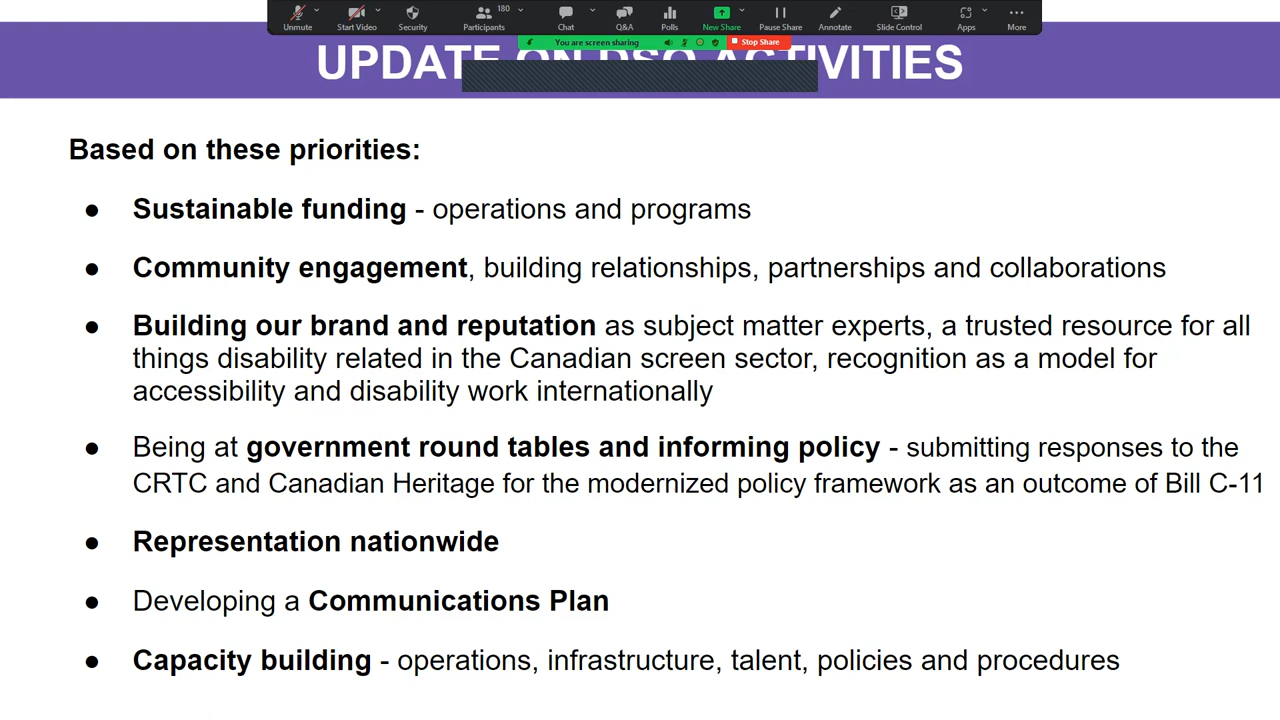 180
Unmute
Start Video
Security
Participants
Chat
Q&A
Polls
New Share
Pause Share
Annotate
Slide Control
Apps
More
You are screen sharing
Stop Share
UPDATE ON DSO ACTIVITIES
Based on these priorities:
● Sustainable funding - operations and programs
● Community engagement, building relationships, partnerships and collaborations
● Building our brand and reputation as subject matter experts, a trusted resource for all
things disability related in the Canadian screen sector, recognition as a model for
accessibility and disability work internationally
● Being at government round tables and informing policy - submitting responses to the
CRTC and Canadian Heritage for the modernized policy framework as an outcome of Bill C-11
● Representation nationwide
● Developing a Communications Plan
● Capacity building - operations, infrastructure, talent, policies and procedures